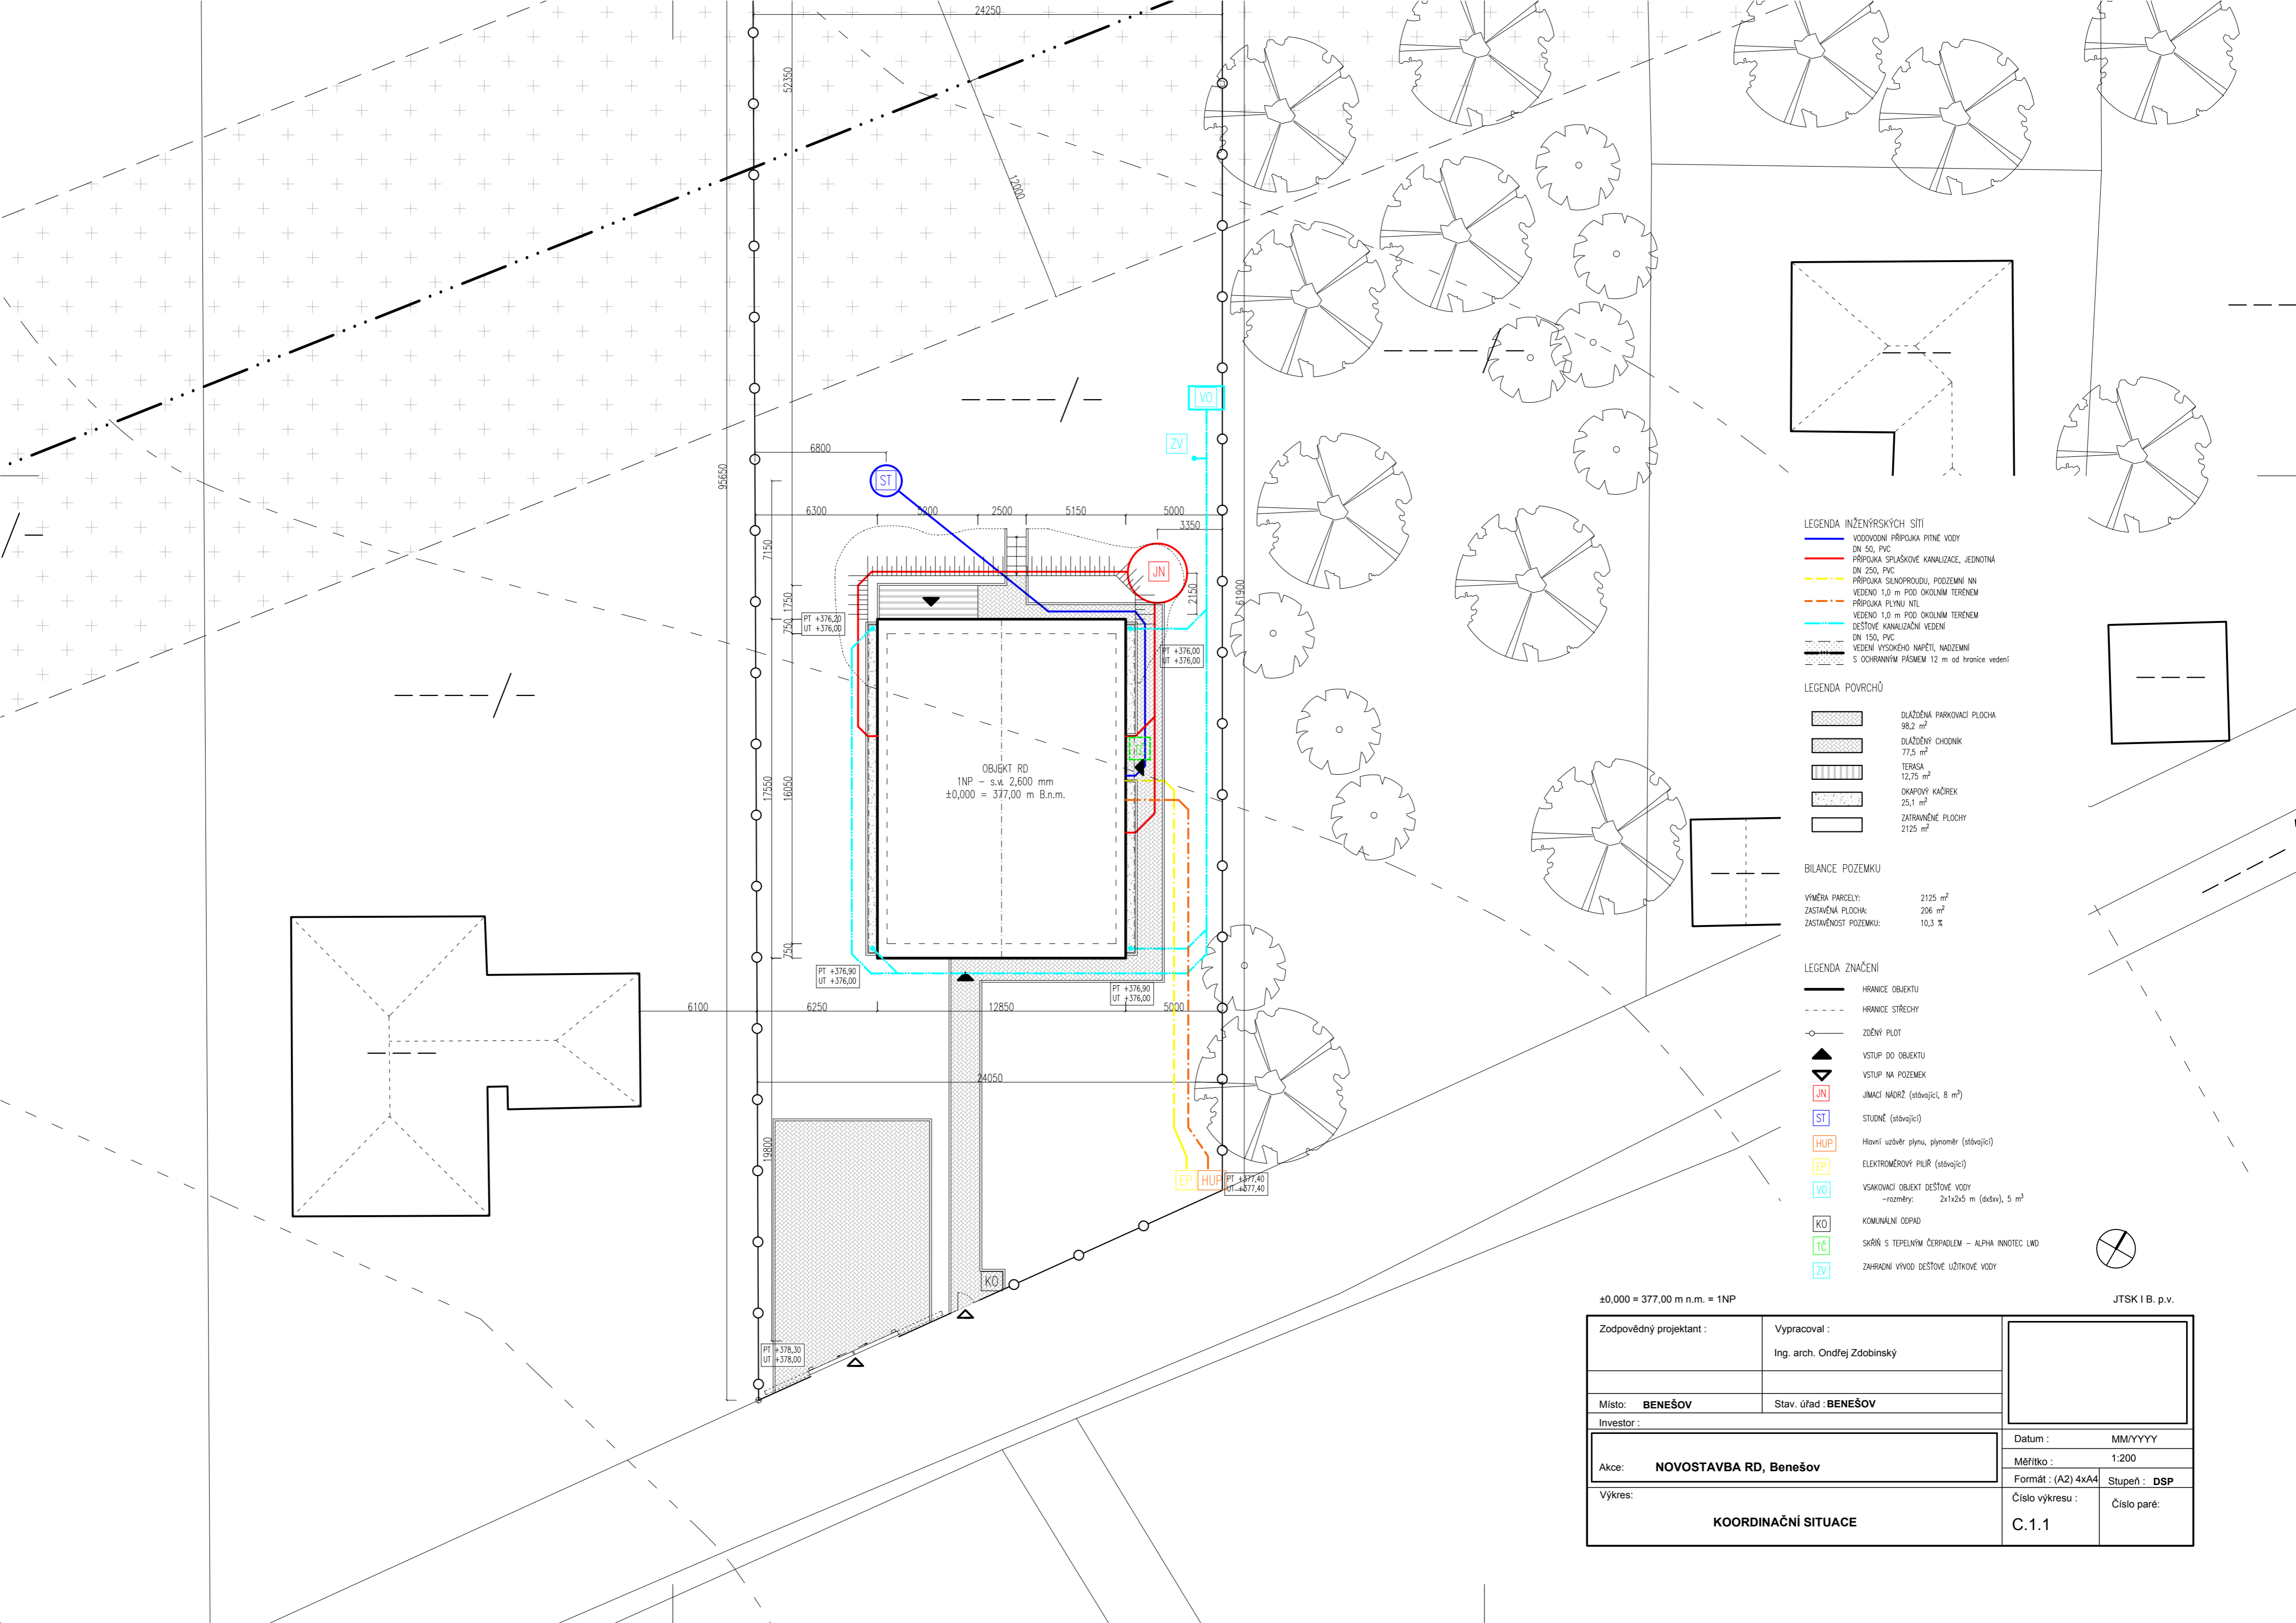 24250
52350
12000
95650
6800
ST
VO
ZV
6300
5200
2500
5150
5000
3350
7150
JN
2150
61900
1750
750
PT +376,20
UT +376,00
PT +376,00
UT +376,00
TČ
OBJEKT RD
1NP - s.v. 2,600 mm
±0,000 = 377,00 m B.n.m.
17550
16050
750
PT +376,90
UT +376,00
PT +376,90
UT +376,00
6100
6250
12850
5000
24050
19800
EP
HUP
PT +377,40
UT +377,40
KO
PT +378,30
UT +378,00
LEGENDA INŽENÝRSKÝCH SÍTÍ
VODOVODNÍ PŘÍPOJKA PITNÉ VODY
DN 50, PVC
PŘÍPOJKA SPLAŠKOVÉ KANALIZACE, JEDNOTNÁ
DN 250, PVC
PŘÍPOJKA SILNOPROUDU, PODZEMNÍ NN
VEDENO 1,0 m POD OKOLNÍM TERÉNEM
PŘÍPOJKA PLYNU NTL
VEDENO 1,0 m POD OKOLNÍM TERÉNEM
DEŠŤOVÉ KANALIZAČNÍ VEDENÍ
DN 150, PVC
VEDENÍ VYSOKÉHO NAPĚTÍ, NADZEMNÍ
S OCHRANNÝM PÁSMEM 12 m od hranice vedení
LEGENDA POVRCHŮ
DLÁŽDĚNÁ PARKOVACÍ PLOCHA
98,2 m²
DLÁŽDĚNÝ CHODNÍK
77,5 m²
TERASA
12,75 m²
OKAPOVÝ KAČÍREK
25,1 m²
ZATRAVNĚNÉ PLOCHY
2125 m²
BILANCE POZEMKU
VÝMĚRA PARCELY: 2125 m²
ZASTAVĚNÁ PLOCHA: 206 m²
ZASTAVĚNOST POZEMKU: 10,3 %
LEGENDA ZNAČENÍ
HRANICE OBJEKTU
HRANICE STŘECHY
ZDĚNÝ PLOT
VSTUP DO OBJEKTU
VSTUP NA POZEMEK
JN JÍMACÍ NÁDRŽ (stávající, 8 m³)
ST STUDNĚ (stávající)
HUP Hlavní uzávěr plynu, plynoměr (stávající)
EP ELEKTROMĚROVÝ PILÍŘ (stávající)
VO VSAKOVACÍ OBJEKT DEŠŤOVÉ VODY
-rozměry: 2x1x2x5 m (dxšxv), 5 m³
KO KOMUNÁLNÍ ODPAD
TČ SKŘÍŇ S TEPELNÝM ČERPADLEM - ALPHA INNOTEC LWD
ZV ZAHRADNÍ VÝVOD DEŠŤOVÉ UŽITKOVÉ VODY
±0,000 = 377,00 m n.m. = 1NP
JTSK I B. p.v.
Zodpovědný projektant :
Vypracoval :
Ing. arch. Ondřej Zdobinský
Místo: BENEŠOV
Stav. úřad : BENEŠOV
Investor :
Akce: NOVOSTAVBA RD, Benešov
Datum : MM/YYYY
Měřítko : 1:200
Formát : (A2) 4xA4
Stupeň : DSP
Výkres:
KOORDINAČNÍ SITUACE
Číslo výkresu :
C.1.1
Číslo paré: